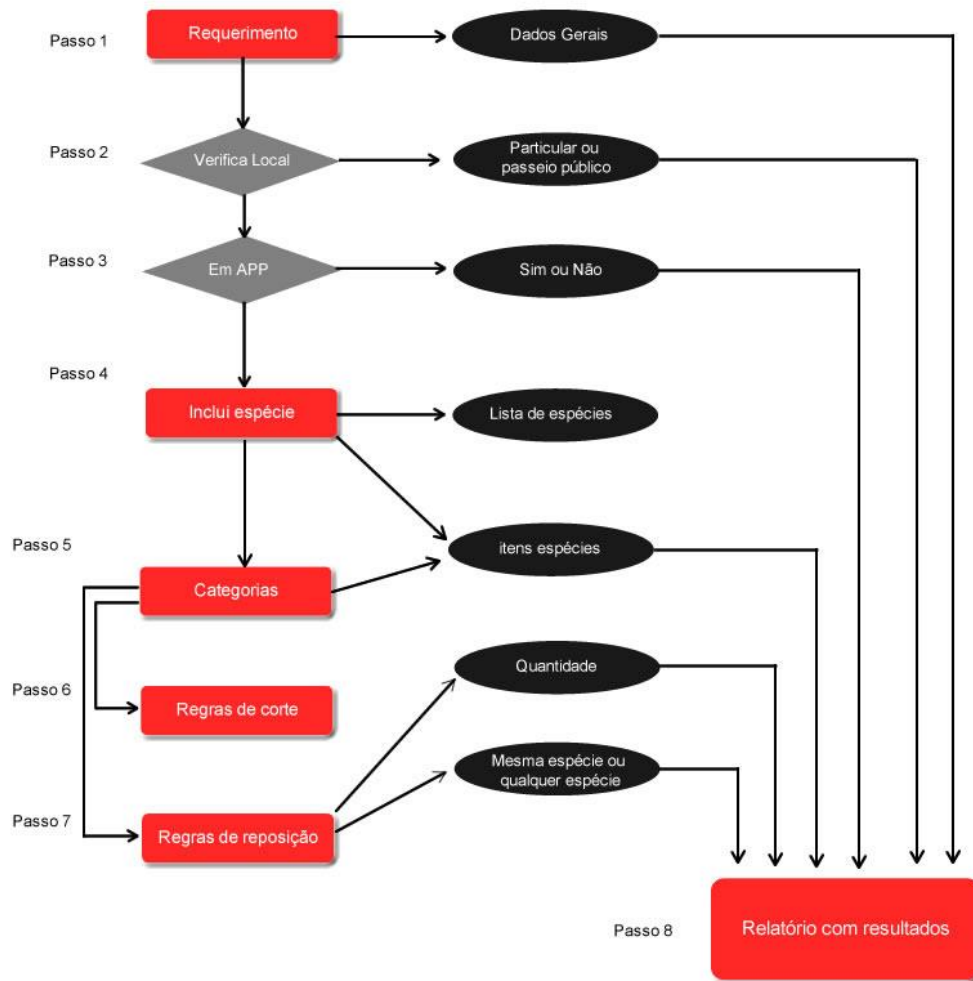 Passo 1
Requerimento
Dados Gerais
Passo 2
Verifica Local
Particular ou
passeio público
Passo 3
Em APP
Sim ou Não
Passo 4
Incluí espécie
Lista de espécies
Passo 5
itens espécies
Categorias
Quantidade
Passo 6
Regras de corte
Mesma espécie ou
qualquer espécie
Passo 7
Regras de reposição
Passo 8
Relatório com resultados